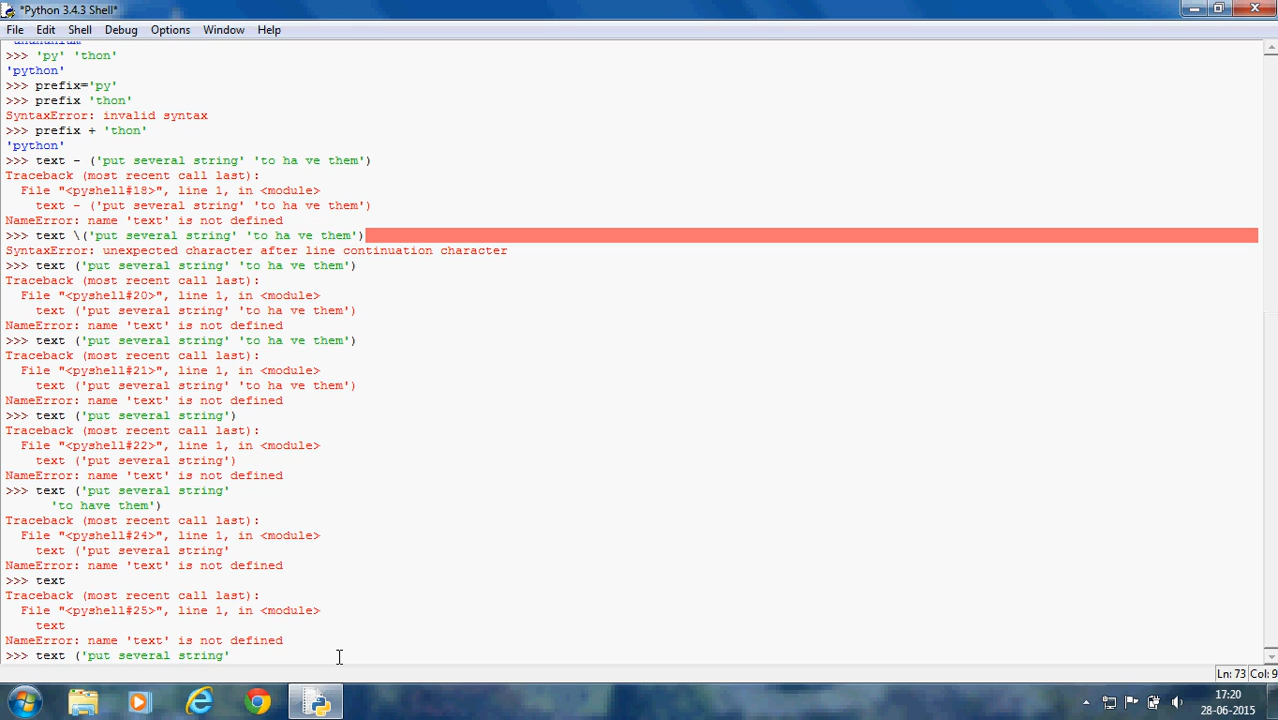 *Python 3.4.3 Shell*
File Edit Shell Debug Options Window Help
>>> 'py' 'thon'
'python'
>>> prefix='py'
>>> prefix 'thon'
SyntaxError: invalid syntax
>>> prefix + 'thon'
'python'
>>> text - ('put several string' 'to ha ve them')
Traceback (most recent call last):
  File "<pyshell#18>", line 1, in <module>
    text - ('put several string' 'to ha ve them')
NameError: name 'text' is not defined
>>> text \('put several string' 'to ha ve them')
SyntaxError: unexpected character after line continuation character
>>> text ('put several string' 'to ha ve them')
Traceback (most recent call last):
  File "<pyshell#20>", line 1, in <module>
    text ('put several string' 'to ha ve them')
NameError: name 'text' is not defined
>>> text ('put several string' 'to ha ve them')
Traceback (most recent call last):
  File "<pyshell#21>", line 1, in <module>
    text ('put several string' 'to ha ve them')
NameError: name 'text' is not defined
>>> text ('put several string')
Traceback (most recent call last):
  File "<pyshell#22>", line 1, in <module>
    text ('put several string')
NameError: name 'text' is not defined
>>> text ('put several string'
      'to have them')
Traceback (most recent call last):
  File "<pyshell#24>", line 1, in <module>
    text ('put several string'
NameError: name 'text' is not defined
>>> text
Traceback (most recent call last):
  File "<pyshell#25>", line 1, in <module>
    text
NameError: name 'text' is not defined
>>> text ('put several string'
Ln: 73 Col: 9
17:20
28-06-2015